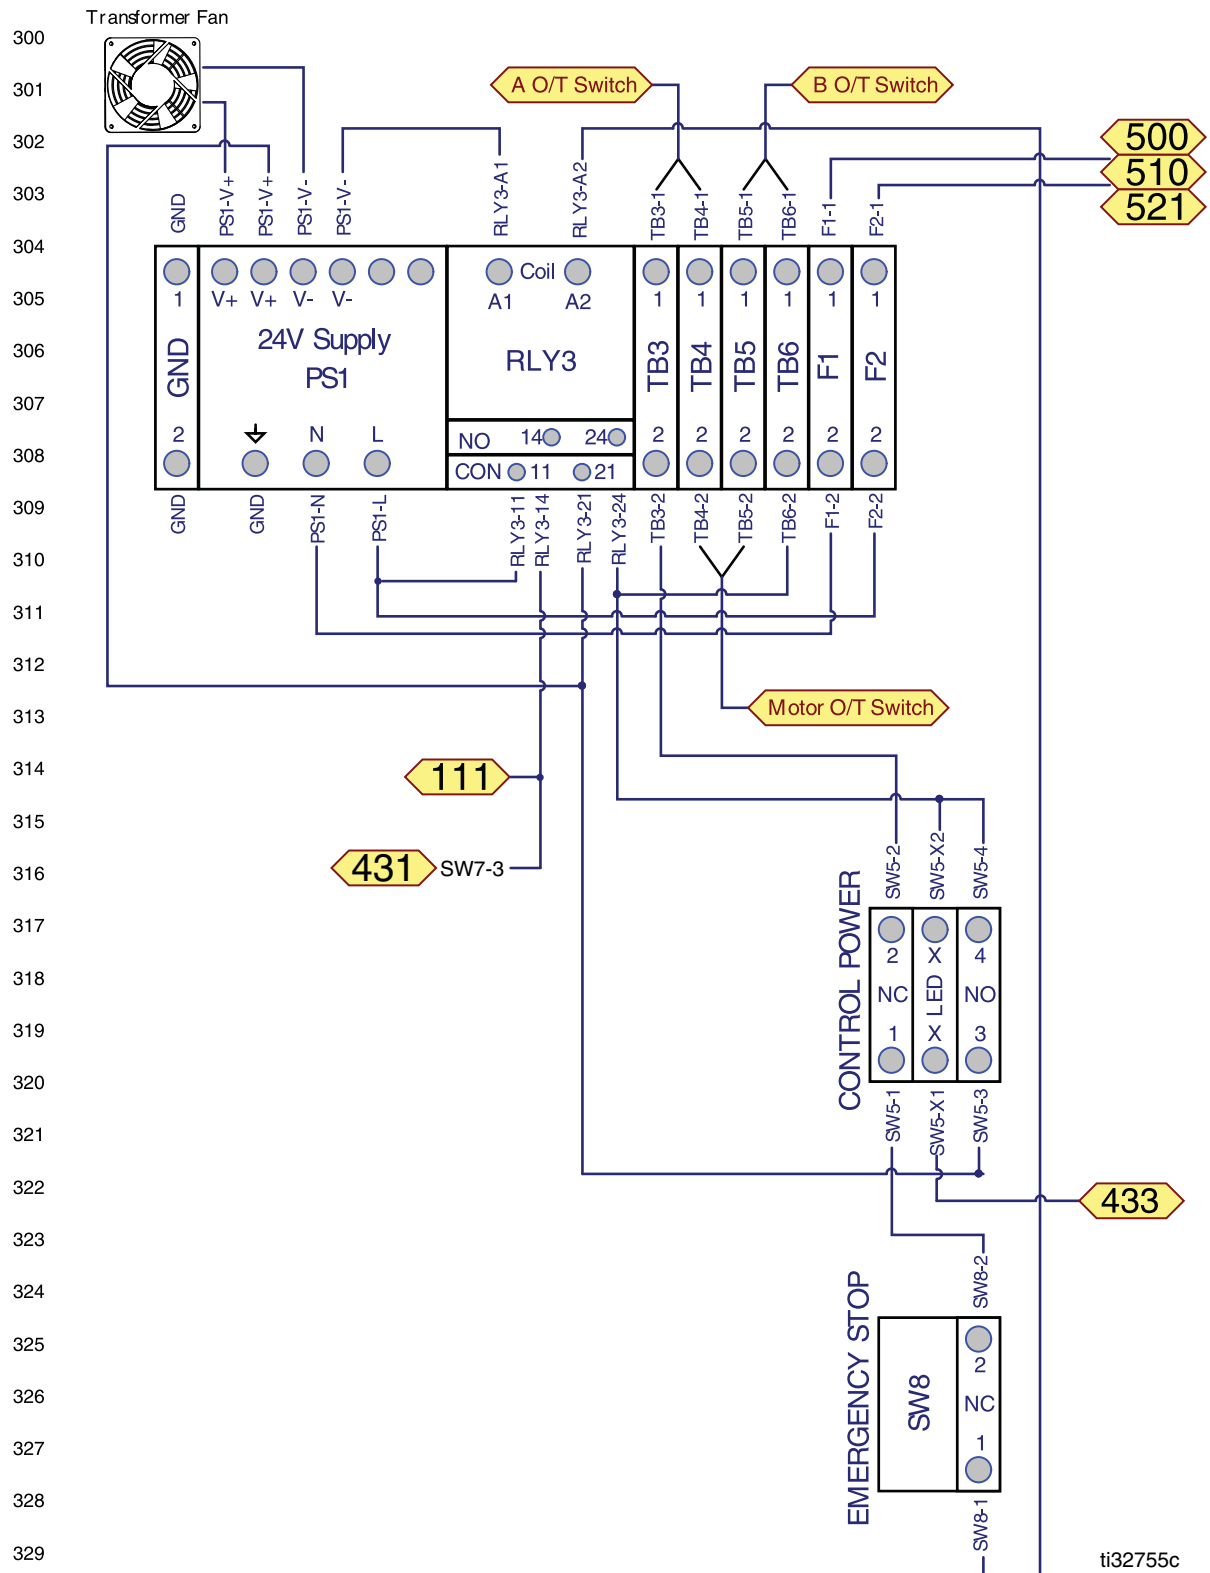 Transformer Fan
300
301
302
303
304
305
306
307
308
309
310
311
312
313
314
315
316
317
318
319
320
321
322
323
324
325
326
327
328
329
A O/T Switch
B O/T Switch
500
510
521
GND
PS1-V+
PS1-V+
PS1-V-
PS1-V-
RLY3-A1
RLY3-A2
TB3-1
TB4-1
TB5-1
TB6-1
F1-1
F2-1
1
V+
V+
V-
V-
Coil
A1
A2
1
1
1
1
1
1
GND
24V Supply
PS1
RLY3
TB3
TB4
TB5
TB6
F1
F2
2
N
L
NO
14
24
CON
11
21
2
2
2
2
2
2
GND
GND
PS1-N
PS1-L
RLY3-11
RLY3-14
RLY3-21
RLY3-24
TB3-2
TB4-2
TB5-2
TB6-2
F1-2
F2-2
Motor O/T Switch
111
431
SW7-3
SW5-2
SW5-X2
SW5-4
CONTROL POWER
2
X
4
NC
LED
NO
1
X
3
SW5-1
SW5-X1
SW5-3
433
SW8-2
EMERGENCY STOP
SW8
2
NC
1
SW8-1
ti32755c